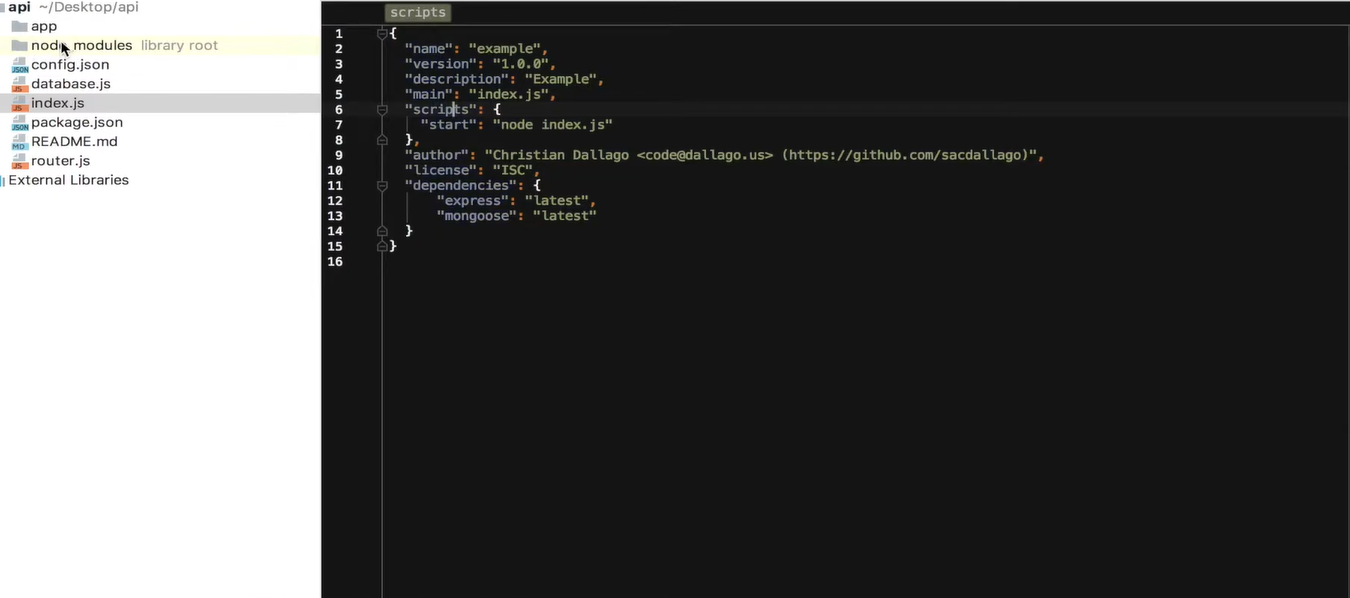 api ~/Desktop/api
app
node_modules library root
config.json
database.js
index.js
package.json
README.md
router.js
External Libraries
scripts
1 {
2 "name": "example",
3 "version": "1.0.0",
4 "description": "Example",
5 "main": "index.js",
6 "scripts": {
7 "start": "node index.js"
8 },
9 "author": "Christian Dallago <code@dallago.us> (https://github.com/sacdallago)",
10 "license": "ISC",
11 "dependencies": {
12 "express": "latest",
13 "mongoose": "latest"
14 }
15 }
16